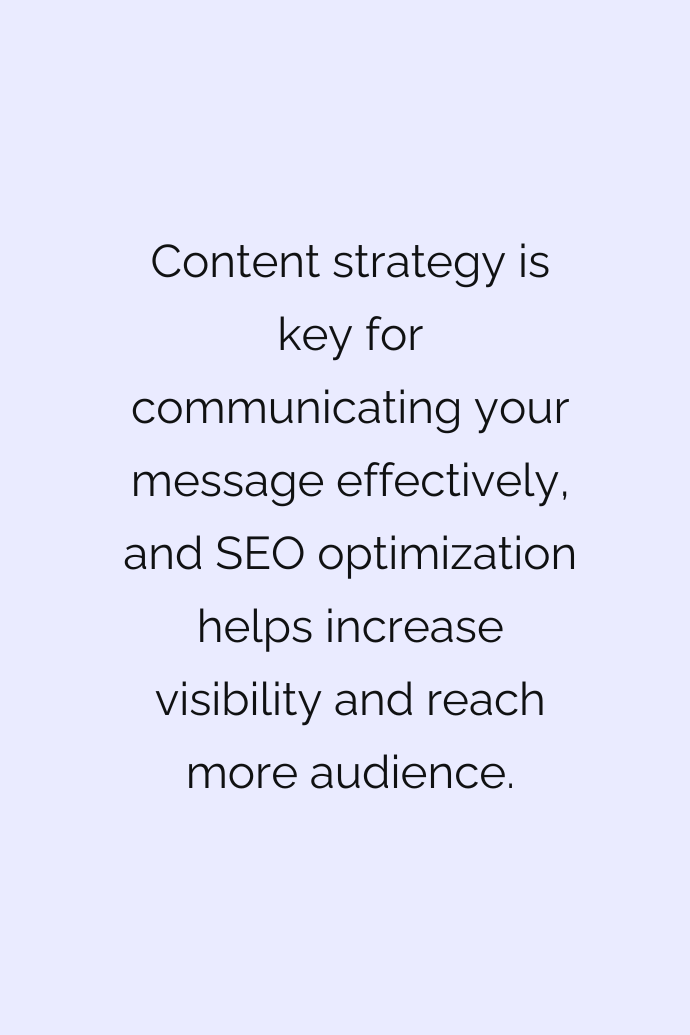 Content strategy is
key for
communicating your
message effectively,
and SEO optimization
helps increase
visibility and reach
more audience.